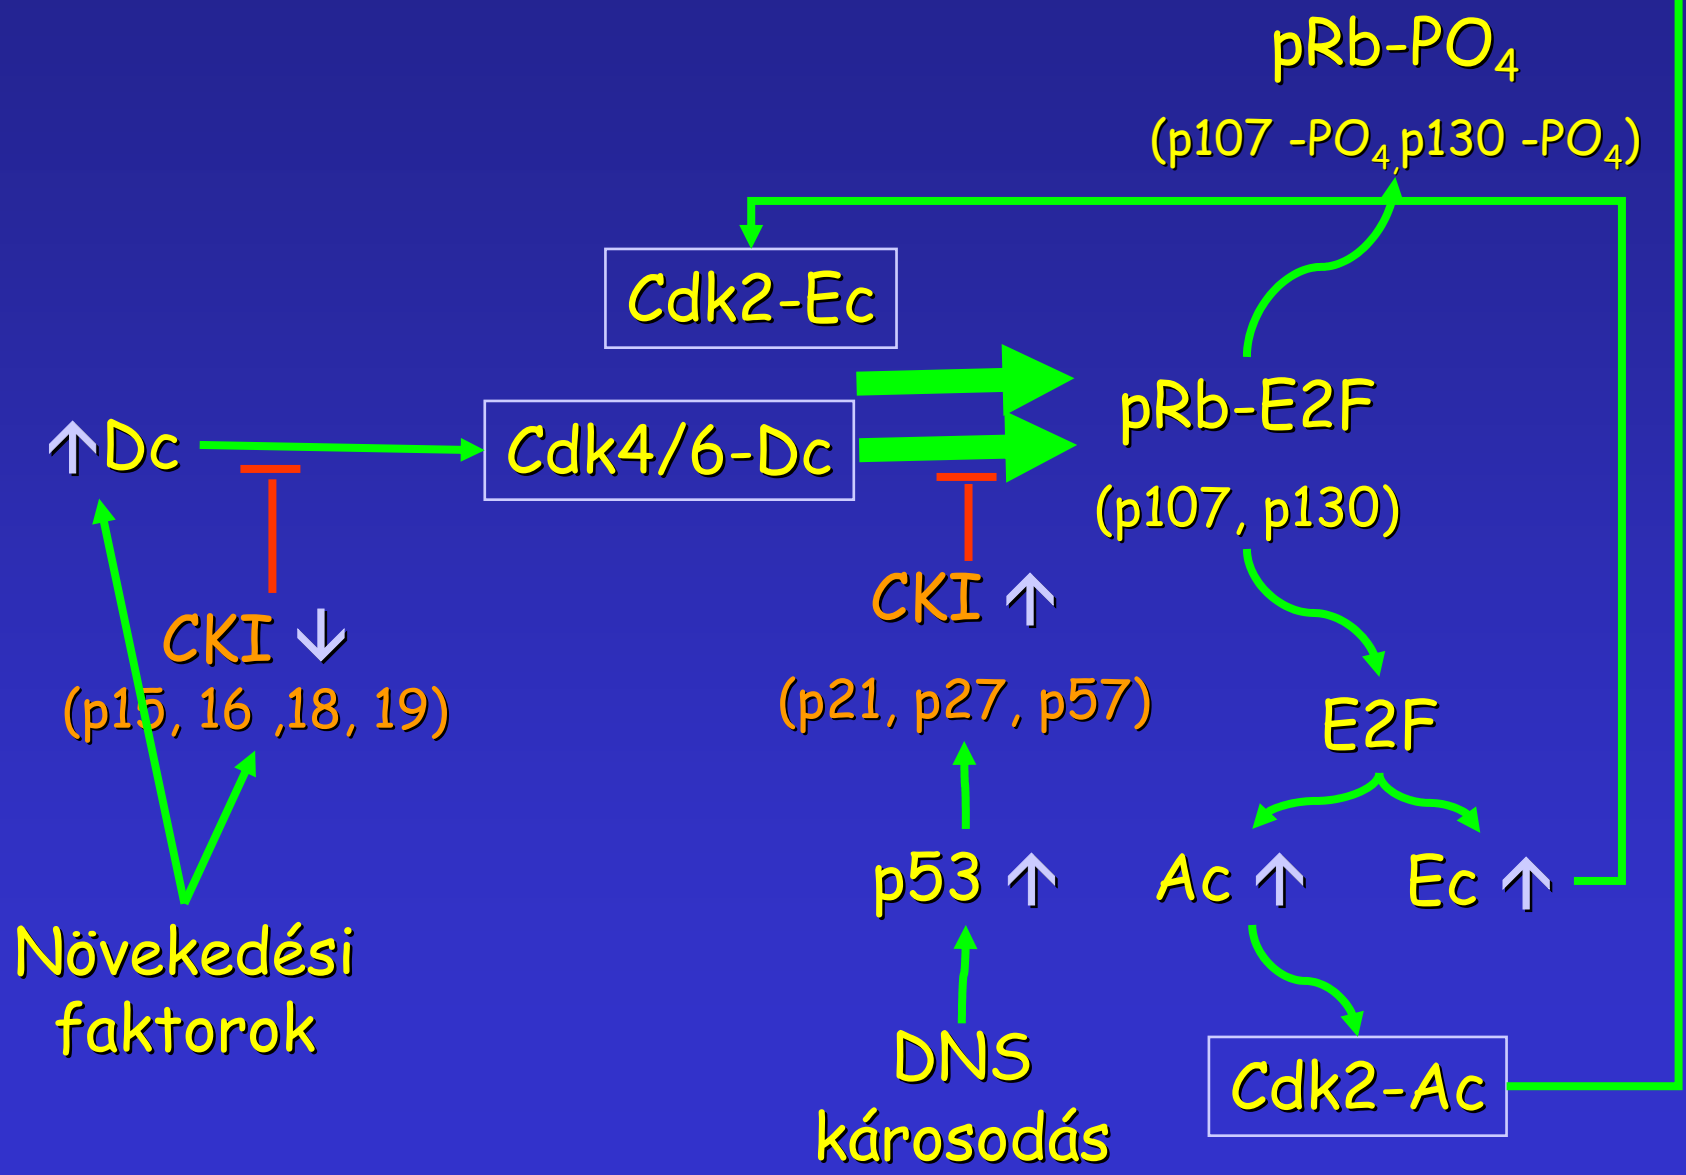 pRb-PO₄
(p107 -PO₄,p130 -PO₄)
Cdk2-Ec
pRb-E2F
↑Dc
Cdk4/6-Dc
(p107, p130)
CKI ↑
CKI ↓
(p15, 16 ,18, 19)
(p21, p27, p57)
E2F
p53 ↑
Ac ↑
Ec ↑
Növekedési
faktorok
DNS
károsodás
Cdk2-Ac